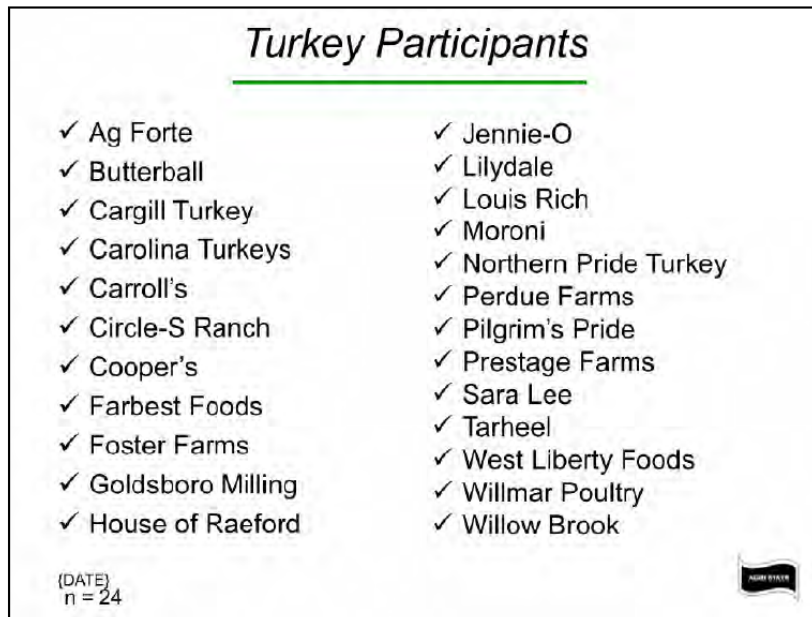 Turkey Participants
✓ Ag Forte
✓ Butterball
✓ Cargill Turkey
✓ Carolina Turkeys
✓ Carroll's
✓ Circle-S Ranch
✓ Cooper's
✓ Farbest Foods
✓ Foster Farms
✓ Goldsboro Milling
✓ House of Raeford
✓ Jennie-O
✓ Lilydale
✓ Louis Rich
✓ Moroni
✓ Northern Pride Turkey
✓ Perdue Farms
✓ Pilgrim's Pride
✓ Prestage Farms
✓ Sara Lee
✓ Tarheel
✓ West Liberty Foods
✓ Willmar Poultry
✓ Willow Brook
{DATE}
n = 24
AGRI STATS